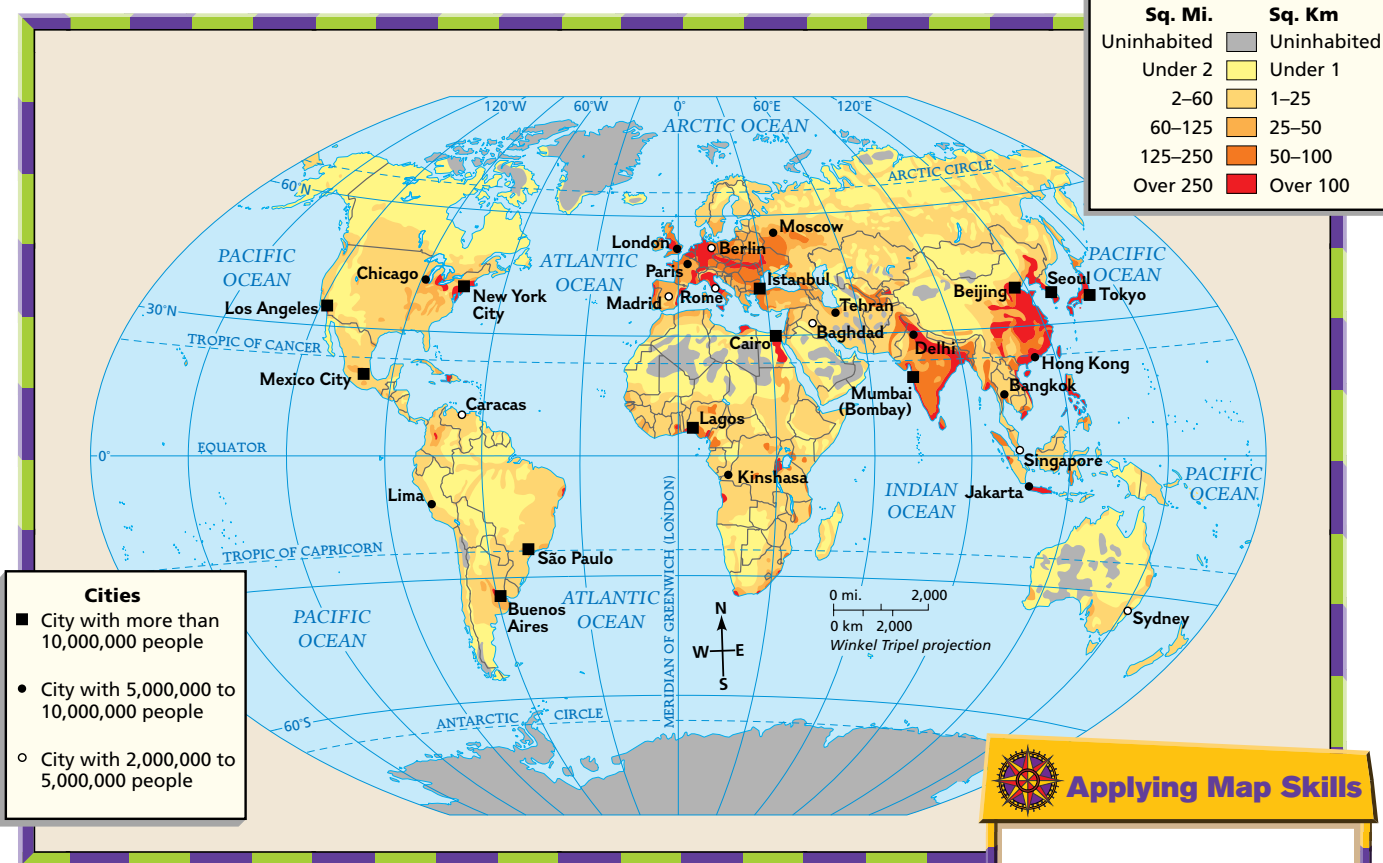 Sq. Mi. Sq. Km
Uninhabited Uninhabited
Under 2 Under 1
2–60 1–25
60–125 25–50
125–250 50–100
Over 250 Over 100
120°W 60°W 0° 60°E 120°E
ARCTIC OCEAN
ARCTIC CIRCLE
60°N
PACIFIC
OCEAN
ATLANTIC
OCEAN
PACIFIC
OCEAN
London
Berlin
Moscow
Paris
Chicago
New York
City
Los Angeles
Madrid
Rome
Istanbul
Tehran
Baghdad
Beijing
Seoul
Tokyo
30°N
TROPIC OF CANCER
Cairo
Delhi
Hong Kong
Mexico City
Mumbai
(Bombay)
Bangkok
Caracas
Lagos
EQUATOR
0°
Singapore
Kinshasa
Lima
INDIAN
OCEAN
Jakarta
PACIFIC
OCEAN
MERIDIAN OF GREENWICH (LONDON)
TROPIC OF CAPRICORN
São Paulo
Buenos
Aires
ATLANTIC
OCEAN
PACIFIC
OCEAN
Sydney
N
W E
S
0 mi. 2,000
0 km 2,000
Winkel Tripel projection
60°S
ANTARCTIC CIRCLE
Cities
City with more than
10,000,000 people
City with 5,000,000 to
10,000,000 people
City with 2,000,000 to
5,000,000 people
Applying Map Skills